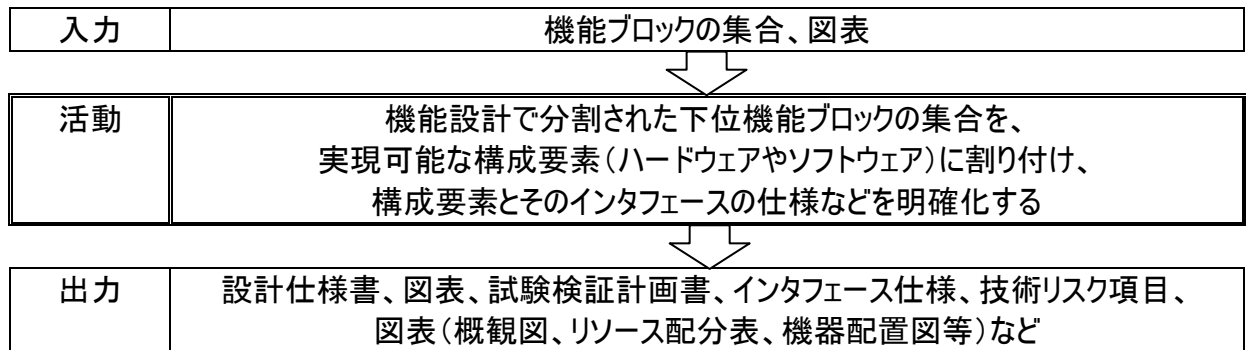 入力 機能ブロックの集合、図表
活動 機能設計で分割された下位機能ブロックの集合を、
実現可能な構成要素(ハードウェアやソフトウェア)に割り付け、
構成要素とそのインタフェースの仕様などを明確化する
出力 設計仕様書、図表、試験検証計画書、インタフェース仕様、技術リスク項目、
図表(概観図、リソース配分表、機器配置図等)など